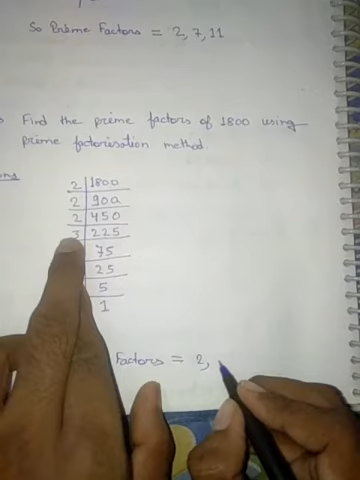 So Prime Factors = 2, 7, 11
Find the prime factors of 1800 using
prime factorisation method
2 | 1800
2 | 900
2 | 450
3 | 225
75
25
5
1
Factors = 2,